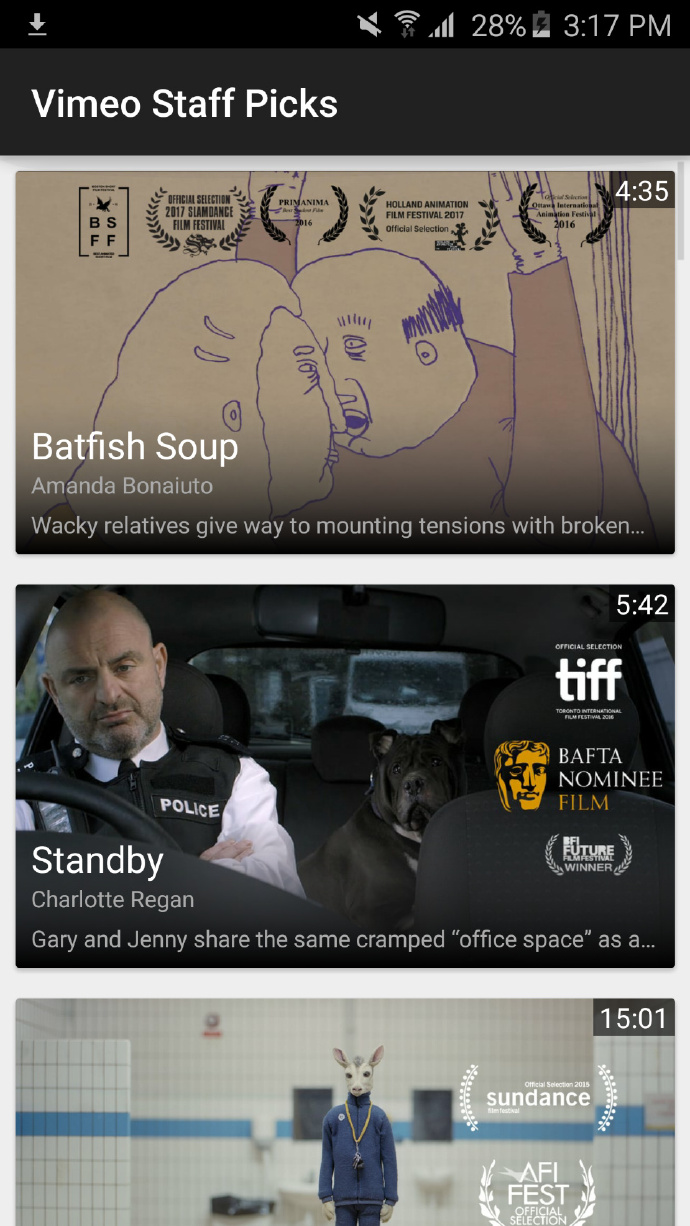 28% 3:17 PM
Vimeo Staff Picks
4:35
BSFF
OFFICIAL SELECTION
2017 SLAMDANCE
FILM FESTIVAL
PRIMANIMA
Best Student Film
2016
HOLLAND ANIMATION
FILM FESTIVAL 2017
Official Selection
Official Selection
Ottawa International
Animation Festival
2016
Batfish Soup
Amanda Bonaiuto
Wacky relatives give way to mounting tensions with broken…
5:42
OFFICIAL SELECTION
tiff
TORONTO INTERNATIONAL
FILM FESTIVAL 2016
BAFTA
NOMINEE
FILM
BFI
FUTURE
FILM FESTIVAL
WINNER
POLICE
Standby
Charlotte Regan
Gary and Jenny share the same cramped “office space” as a…
15:01
Official Selection 2015
sundance
film festival
AFI
FEST
OFFICIAL
SELECTION